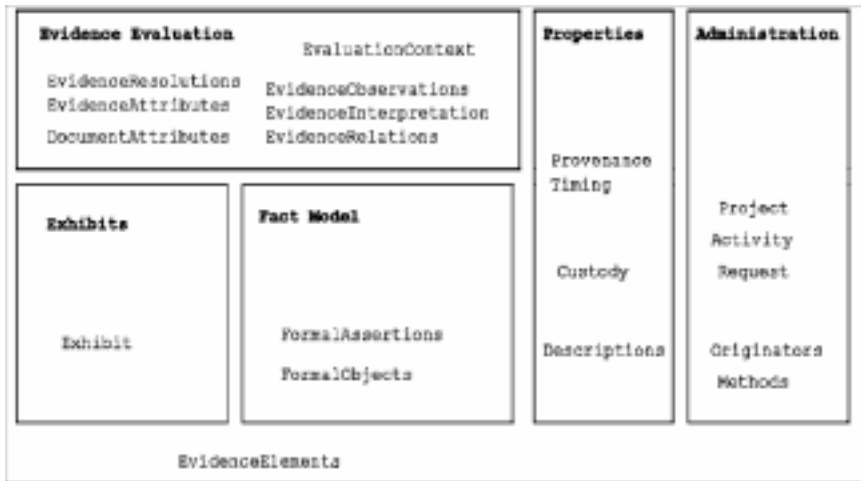 Evidence Evaluation
EvaluationContext
EvidenceResolutions
EvidenceAttributes
DocumentAttributes
EvidenceObservations
EvidenceInterpretation
EvidenceRelations
Properties
Provenance
Timing
Custody
Descriptions
Administration
Project
Activity
Request
Originators
Methods
Exhibits
Exhibit
Fact Model
FormalAssertions
FormalObjects
EvidenceElements